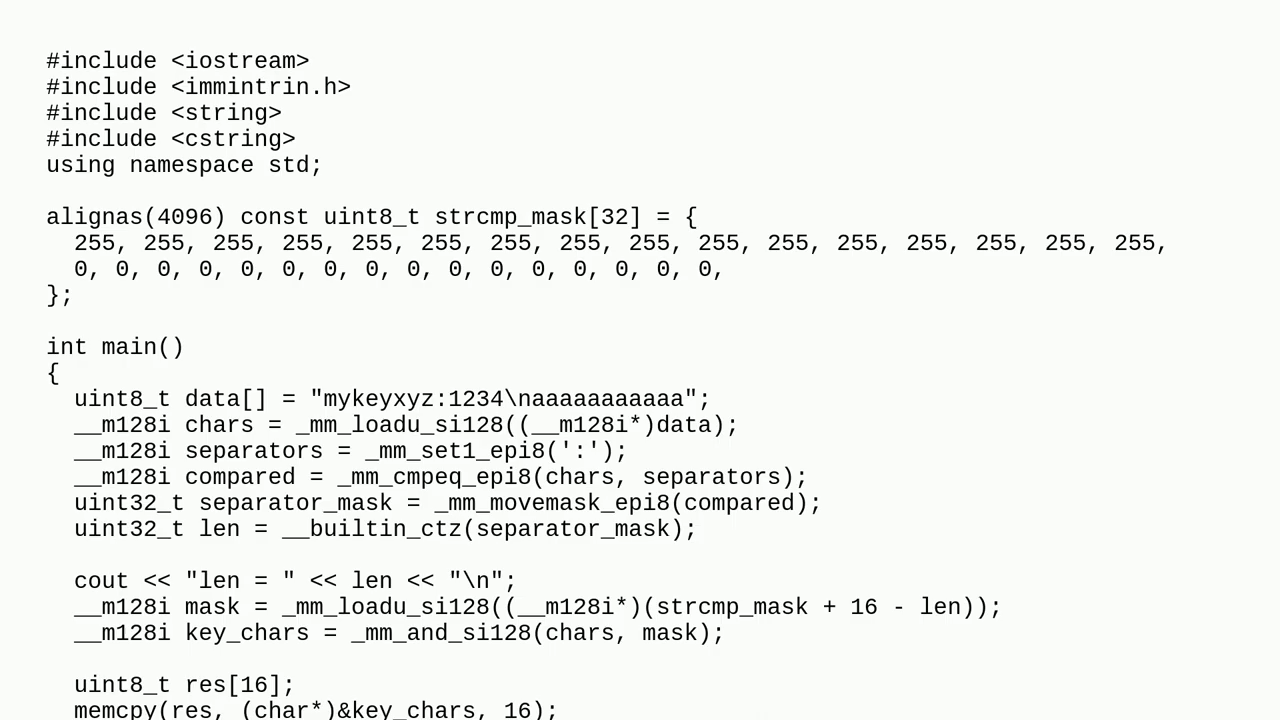 #include <iostream>
#include <immintrin.h>
#include <string>
#include <cstring>
using namespace std;
alignas(4096) const uint8_t strcmp_mask[32] = {
255, 255, 255, 255, 255, 255, 255, 255, 255, 255, 255, 255, 255, 255, 255, 255,
0, 0, 0, 0, 0, 0, 0, 0, 0, 0, 0, 0, 0, 0, 0, 0,
};
int main()
{
uint8_t data[] = "mykeyxyz:1234\naaaaaaaaaaa";
__m128i chars = _mm_loadu_si128((__m128i*)data);
__m128i separators = _mm_set1_epi8(':');
__m128i compared = _mm_cmpeq_epi8(chars, separators);
uint32_t separator_mask = _mm_movemask_epi8(compared);
uint32_t len = __builtin_ctz(separator_mask);
cout << "len = " << len << "\n";
__m128i mask = _mm_loadu_si128((__m128i*)(strcmp_mask + 16 - len));
__m128i key_chars = _mm_and_si128(chars, mask);
uint8_t res[16];
memcpy(res, (char*)&key_chars, 16);